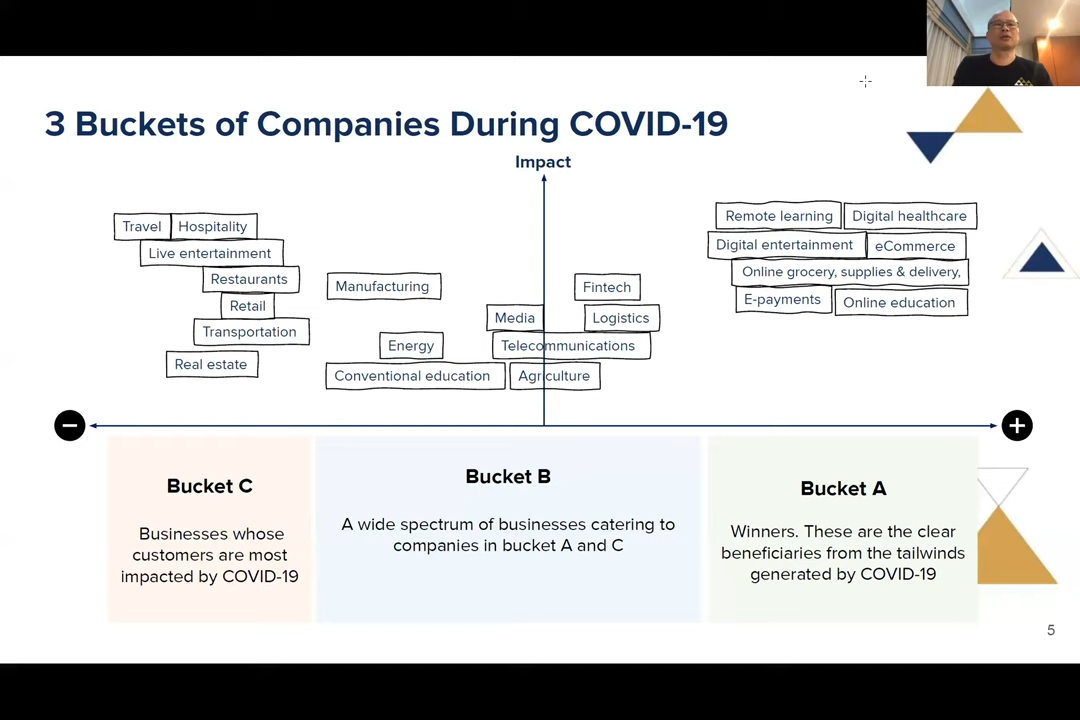 3 Buckets of Companies During COVID-19
Impact
Travel
Hospitality
Live entertainment
Restaurants
Retail
Transportation
Real estate
Manufacturing
Energy
Conventional education
Media
Fintech
Logistics
Telecommunications
Agriculture
Remote learning
Digital healthcare
Digital entertainment
eCommerce
Online grocery, supplies & delivery,
E-payments
Online education
Bucket C
Businesses whose
customers are most
impacted by COVID-19
Bucket B
A wide spectrum of businesses catering to
companies in bucket A and C
Bucket A
Winners. These are the clear
beneficiaries from the tailwinds
generated by COVID-19
5